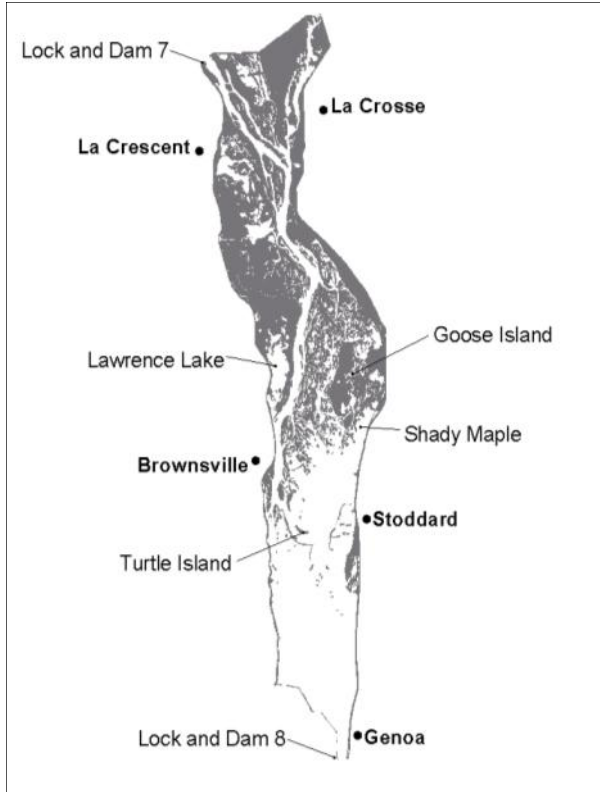 Lock and Dam 7
La Crosse
La Crescent
Goose Island
Lawrence Lake
Shady Maple
Brownsville
Stoddard
Turtle Island
Lock and Dam 8
Genoa